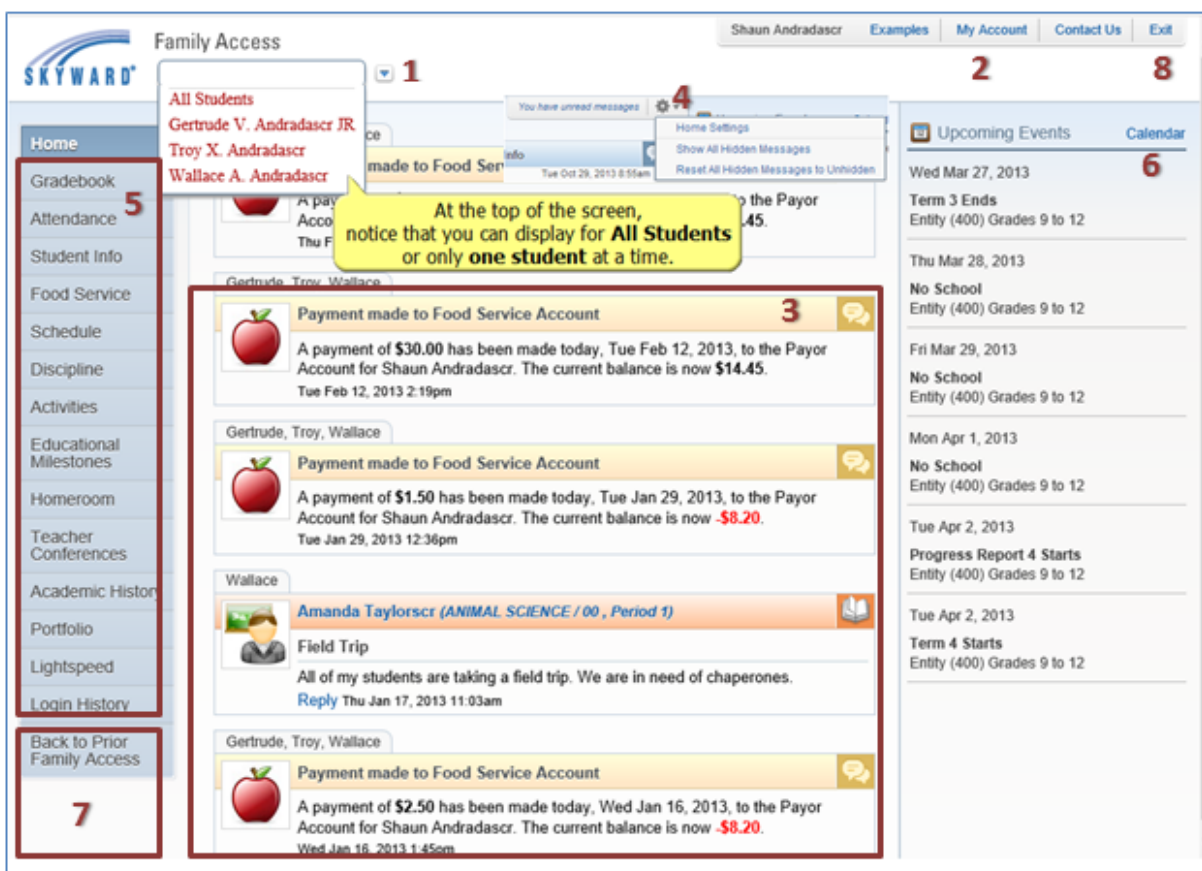 Shaun Andradascr Examples My Account Contact Us Exit
2 8
SKYWARD
Family Access
1
All Students
Gertrude V. Andradascr JR
Troy X. Andradascr
Wallace A. Andradascr
You have unread messages
4
Home Settings
Show All Hidden Messages
Reset All Hidden Messages to Unhidden
Tue Oct 29, 2013 8:55am
Home
Gradebook
5
Attendance
Student Info
Food Service
Schedule
Discipline
Activities
Educational
Milestones
Homeroom
Teacher
Conferences
Academic History
Portfolio
Lightspeed
Login History
Back to Prior
Family Access
7
made to Food Ser
A pay
o the Payor
Acco
.45.
Thu F
At the top of the screen,
notice that you can display for All Students
or only one student at a time.
Gertrude, Troy, Wallace
Payment made to Food Service Account
3
A payment of $30.00 has been made today, Tue Feb 12, 2013, to the Payor
Account for Shaun Andradascr. The current balance is now $14.45.
Tue Feb 12, 2013 2:19pm
Gertrude, Troy, Wallace
Payment made to Food Service Account
A payment of $1.50 has been made today, Tue Jan 29, 2013, to the Payor
Account for Shaun Andradascr. The current balance is now -$8.20.
Tue Jan 29, 2013 12:36pm
Wallace
Amanda Taylorscr (ANIMAL SCIENCE / 00 , Period 1)
Field Trip
All of my students are taking a field trip. We are in need of chaperones.
Reply Thu Jan 17, 2013 11:03am
Gertrude, Troy, Wallace
Payment made to Food Service Account
A payment of $2.50 has been made today, Wed Jan 16, 2013, to the Payor
Account for Shaun Andradascr. The current balance is now -$8.20.
Wed Jan 16, 2013 1:45pm
Upcoming Events Calendar
6
Wed Mar 27, 2013
Term 3 Ends
Entity (400) Grades 9 to 12
Thu Mar 28, 2013
No School
Entity (400) Grades 9 to 12
Fri Mar 29, 2013
No School
Entity (400) Grades 9 to 12
Mon Apr 1, 2013
No School
Entity (400) Grades 9 to 12
Tue Apr 2, 2013
Progress Report 4 Starts
Entity (400) Grades 9 to 12
Tue Apr 2, 2013
Term 4 Starts
Entity (400) Grades 9 to 12